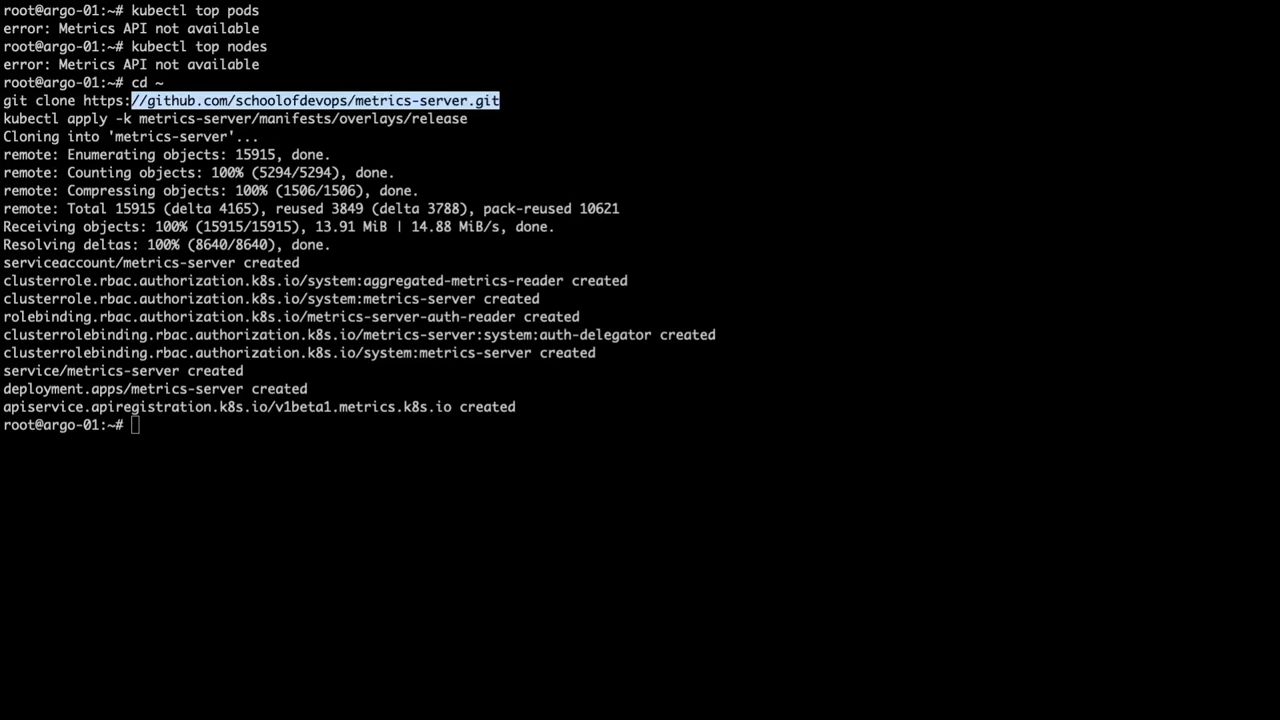 root@argo-01:~# kubectl top pods
error: Metrics API not available
root@argo-01:~# kubectl top nodes
error: Metrics API not available
root@argo-01:~# cd ~
git clone https://github.com/schoolofdevops/metrics-server.git
kubectl apply -k metrics-server/manifests/overlays/release
Cloning into 'metrics-server'...
remote: Enumerating objects: 15915, done.
remote: Counting objects: 100% (5294/5294), done.
remote: Compressing objects: 100% (1506/1506), done.
remote: Total 15915 (delta 4165), reused 3849 (delta 3788), pack-reused 10621
Receiving objects: 100% (15915/15915), 13.91 MiB | 14.88 MiB/s, done.
Resolving deltas: 100% (8640/8640), done.
serviceaccount/metrics-server created
clusterrole.rbac.authorization.k8s.io/system:aggregated-metrics-reader created
clusterrole.rbac.authorization.k8s.io/system:metrics-server created
rolebinding.rbac.authorization.k8s.io/metrics-server-auth-reader created
clusterrolebinding.rbac.authorization.k8s.io/metrics-server:system:auth-delegator created
clusterrolebinding.rbac.authorization.k8s.io/system:metrics-server created
service/metrics-server created
deployment.apps/metrics-server created
apiservice.apiregistration.k8s.io/v1beta1.metrics.k8s.io created
root@argo-01:~#